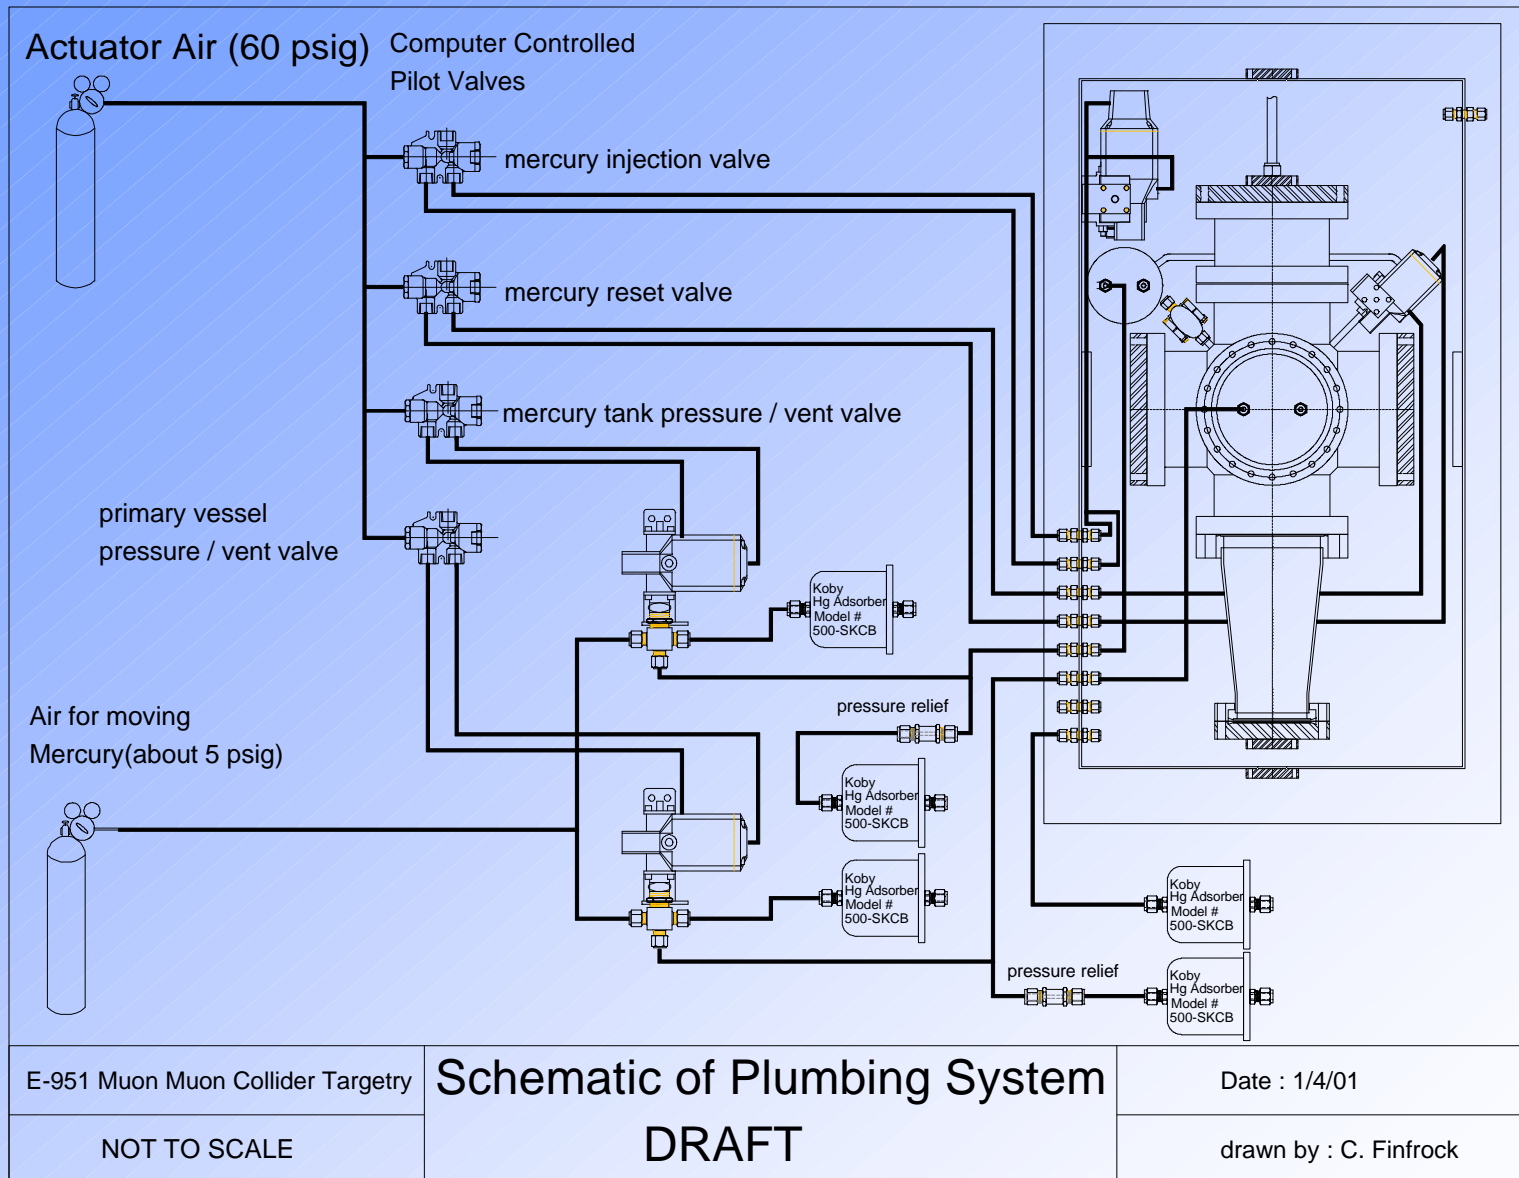 Actuator Air (60 psig)
Computer Controlled
Pilot Valves
mercury injection valve
mercury reset valve
mercury tank pressure / vent valve
primary vessel
pressure / vent valve
Koby
Hg Adsorber
Model #
500-SKCB
Air for moving
Mercury(about 5 psig)
pressure relief
Koby
Hg Adsorber
Model #
500-SKCB
Koby
Hg Adsorber
Model #
500-SKCB
Koby
Hg Adsorber
Model #
500-SKCB
pressure relief
Koby
Hg Adsorber
Model #
500-SKCB
E-951 Muon Muon Collider Targetry
NOT TO SCALE
Schematic of Plumbing System
DRAFT
Date : 1/4/01
drawn by : C. Finfrock